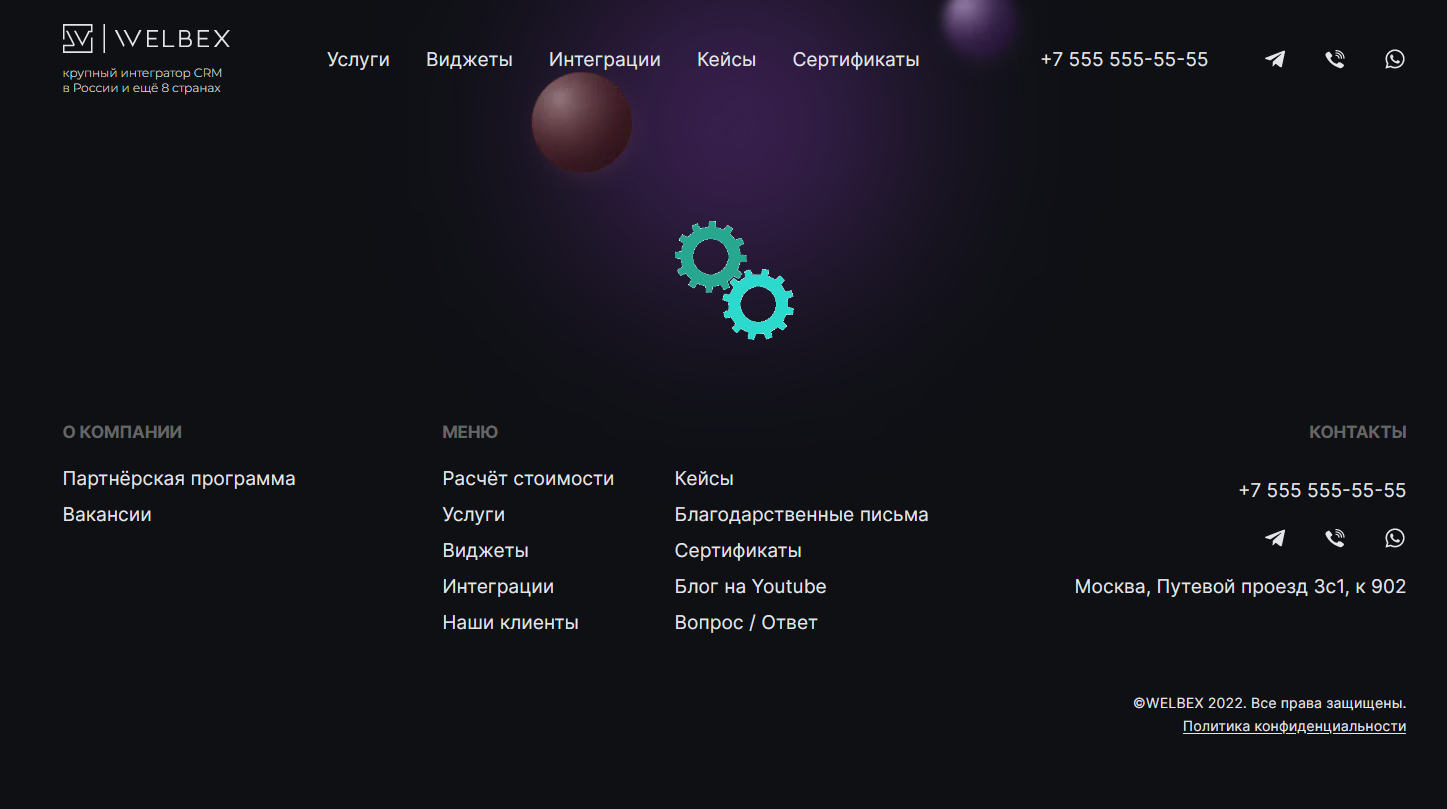 WELBEX
крупный интегратор CRM
в России и ещё 8 странах
Услуги Виджеты Интеграции Кейсы Сертификаты
+7 555 555-55-55
О КОМПАНИИ
Партнёрская программа
Вакансии
МЕНЮ
Расчёт стоимости
Услуги
Виджеты
Интеграции
Наши клиенты
Кейсы
Благодарственные письма
Сертификаты
Блог на Youtube
Вопрос / Ответ
КОНТАКТЫ
+7 555 555-55-55
Москва, Путевой проезд 3с1, к 902
©WELBEX 2022. Все права защищены.
Политика конфиденциальности